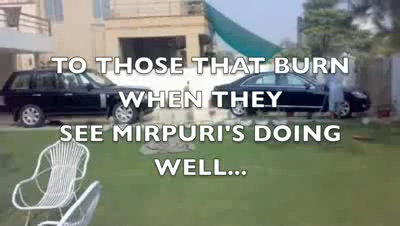 TO THOSE THAT BURN
WHEN THEY
SEE MIRPURI'S DOING
WELL...